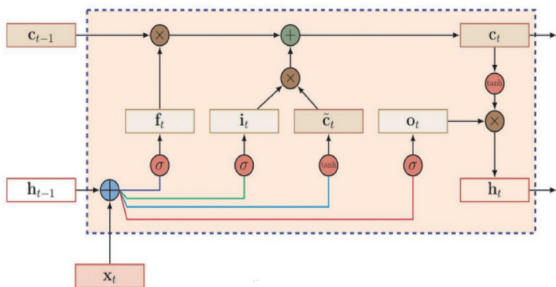 c_{t-1} × + c_t
tanh
×
f_t i_t c̃_t o_t ×
σ σ tanh σ
h_{t-1} h_t
x_t